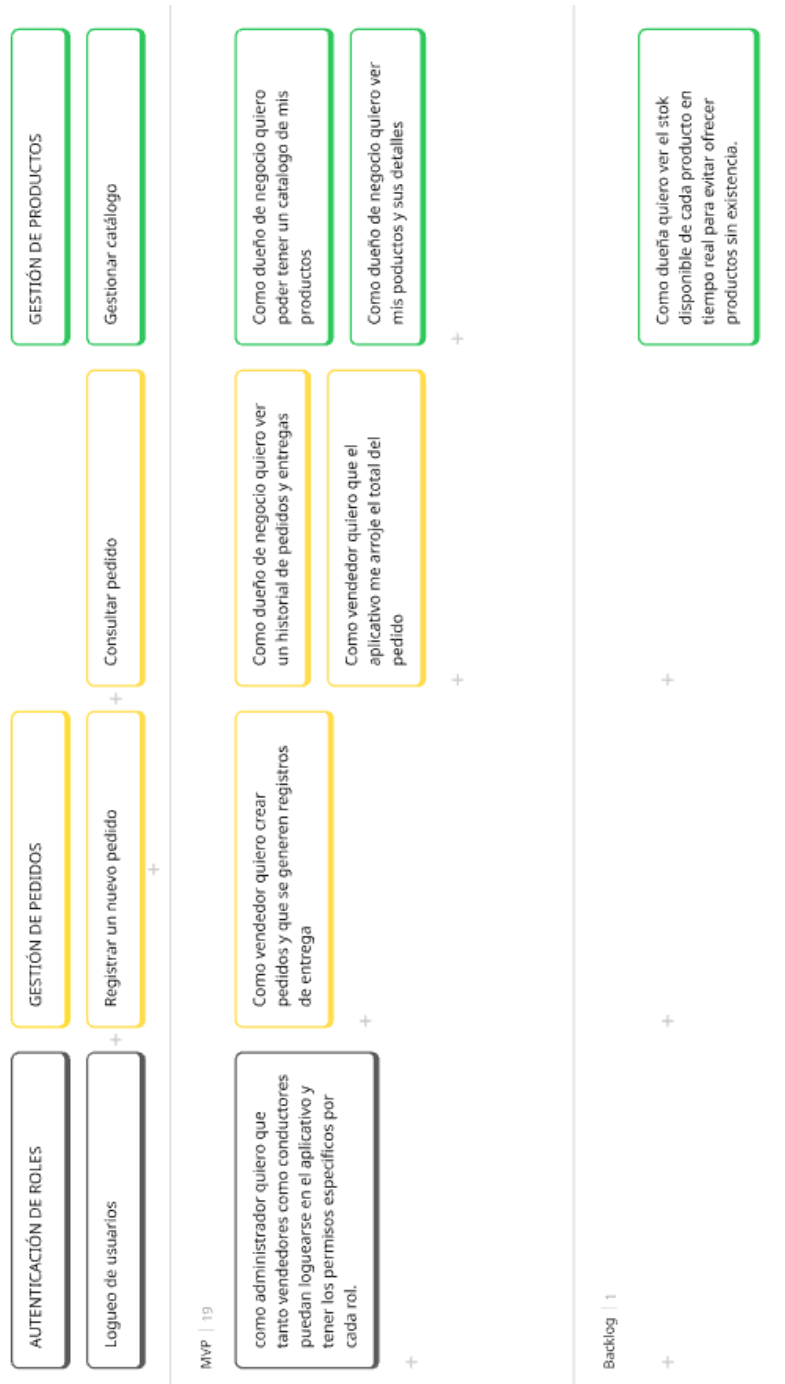 AUTENTICACIÓN DE ROLES
GESTIÓN DE PEDIDOS
GESTIÓN DE PRODUCTOS
Logueo de usuarios
Registrar un nuevo pedido
Consultar pedido
Gestionar catálogo
MVP | 19
como administrador quiero que
tanto vendedores como conductores
puedan loguearse en el aplicativo y
tener los permisos especificos por
cada rol.
Como vendedor quiero crear
pedidos y que se generen registros
de entrega
Como dueño de negocio quiero ver
un historial de pedidos y entregas
Como vendedor quiero que el
aplicativo me arroje el total del
pedido
Como dueño de negocio quiero
poder tener un catalogo de mis
productos
Como dueño de negocio quiero ver
mis poductos y sus detalles
Backlog | 1
Como dueña quiero ver el stok
disponible de cada producto en
tiempo real para evitar ofrecer
productos sin existencia.